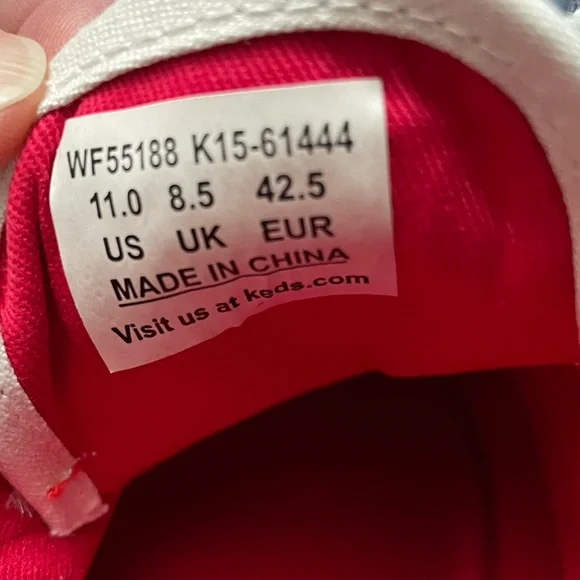 WF55188 K15-61444
11.0 8.5 42.5
US UK EUR
MADE IN CHINA
Visit us at keds.com